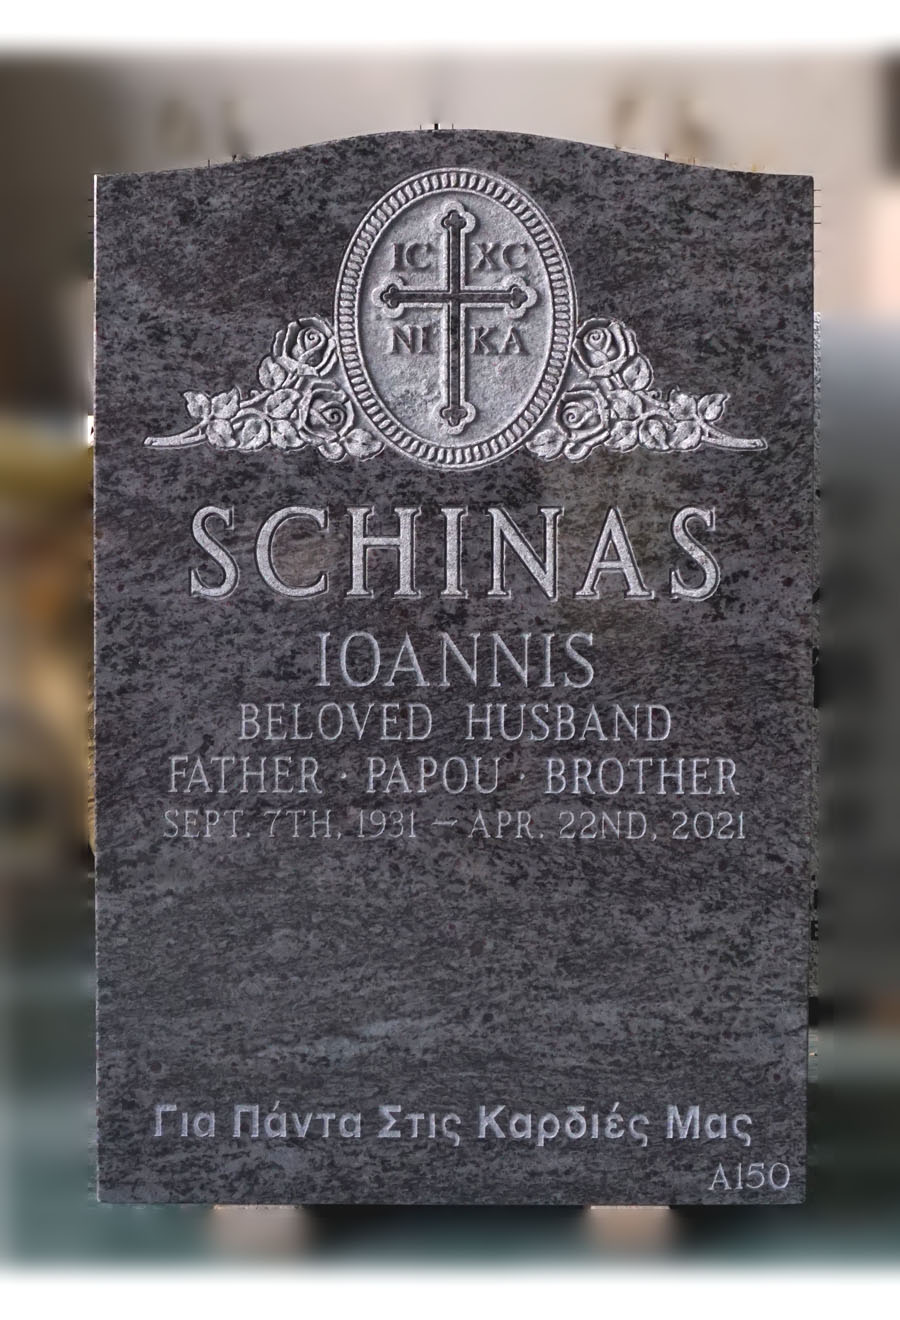 IC XC
NI KA
SCHINAS
IOANNIS
BELOVED HUSBAND
FATHER · PAPOU · BROTHER
SEPT. 7TH, 1931 – APR. 22ND, 2021
Για Πάντα Στις Καρδιές Μας
A150